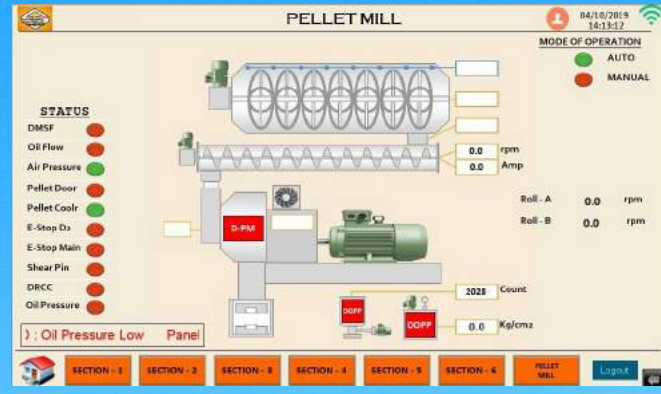 PELLET MILL
04/10/2019
14:13:12
MODE OF OPERATION
AUTO
MANUAL
STATUS
DMSF
Oil Flow
Air Pressure
Pellet Door
Pellet Coolr
E-Stop D2
E-Stop Main
Shear Pin
DRCC
Oil Pressure
0.0 rpm
0.0 Amp
Roll - A 0.0 rpm
Roll - B 0.0 rpm
D-PM
2028 Count
DOPP
DOPP
0.0 Kg/cm2
) : Oil Pressure Low Panel
SECTION - 1
SECTION - 2
SECTION - 3
SECTION - 4
SECTION - 5
SECTION - 6
PELLET
MILL
Logout